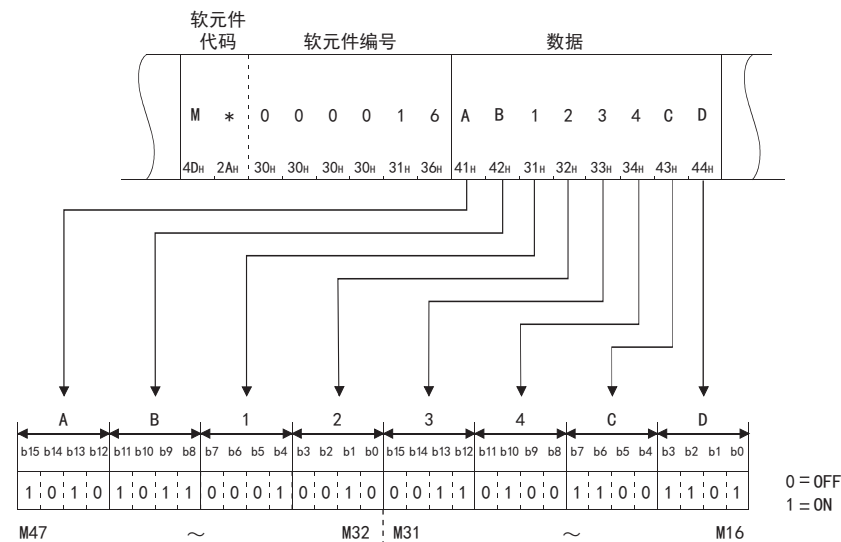 软元件
代码 软元件编号 数据
M * 0 0 0 0 1 6 A B 1 2 3 4 C D
4DH 2AH 30H 30H 30H 30H 31H 36H 41H 42H 31H 32H 33H 34H 43H 44H
A B 1 2 3 4 C D
b15 b14 b13 b12 b11 b10 b9 b8 b7 b6 b5 b4 b3 b2 b1 b0 b15 b14 b13 b12 b11 b10 b9 b8 b7 b6 b5 b4 b3 b2 b1 b0
1 0 1 0 1 0 1 1 0 0 0 1 0 0 1 0 0 0 1 1 0 1 0 0 1 1 0 0 1 1 0 1
0=OFF
1=ON
M47 ~ M32 M31 ~ M16